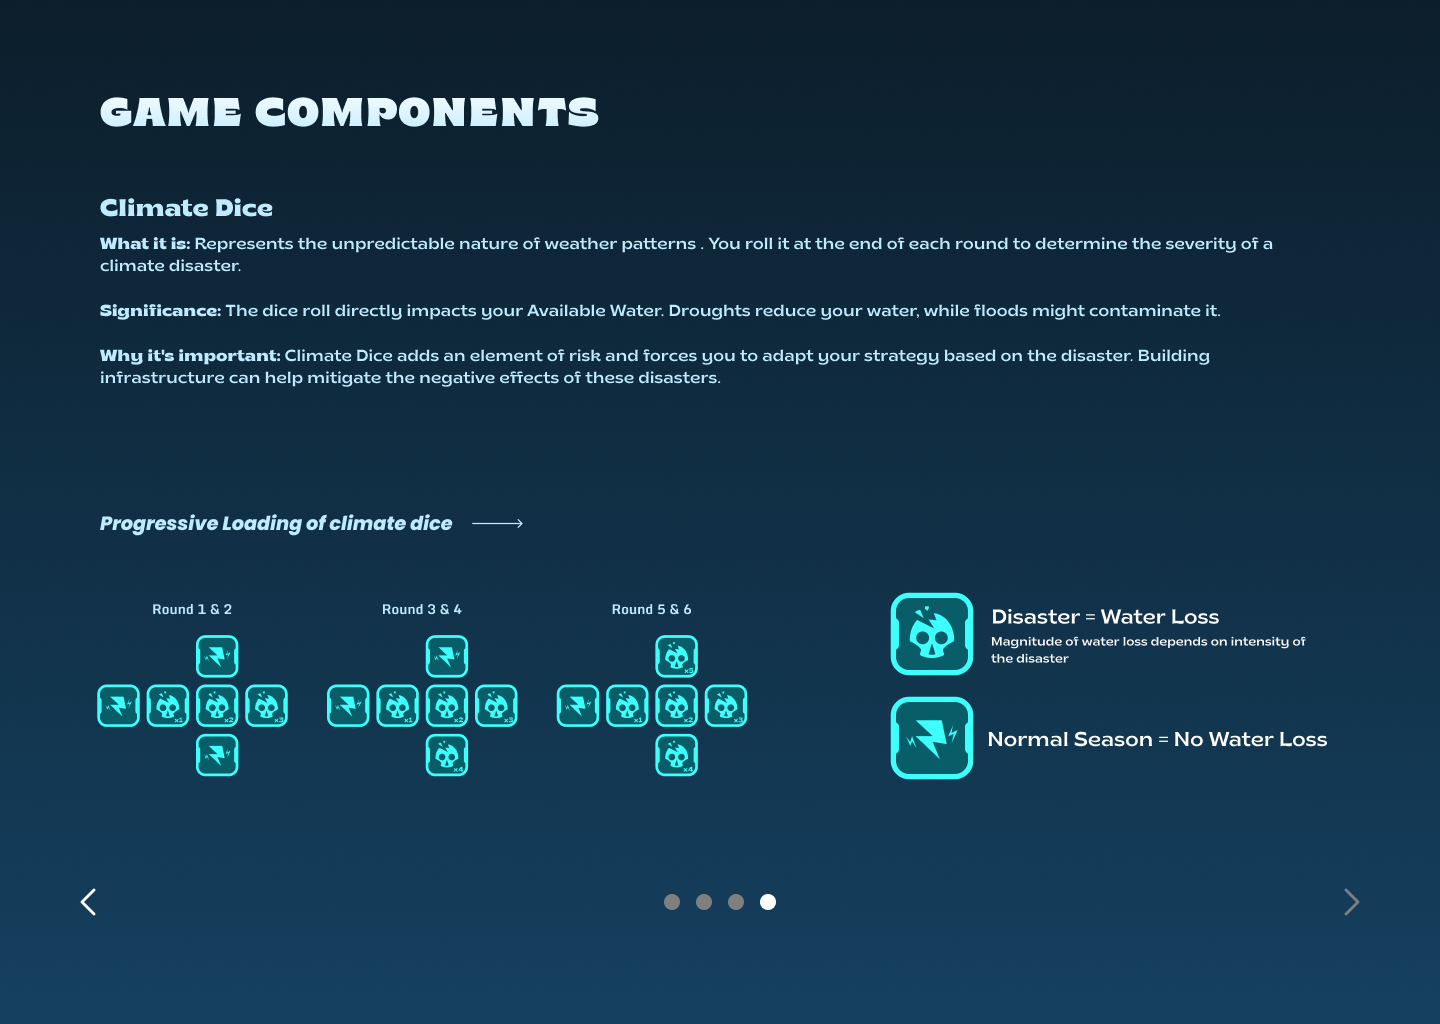 GAME COMPONENTS
Climate Dice
What it is: Represents the unpredictable nature of weather patterns . You roll it at the end of each round to determine the severity of a
climate disaster.
Significance: The dice roll directly impacts your Available Water. Droughts reduce your water, while floods might contaminate it.
Why it's important: Climate Dice adds an element of risk and forces you to adapt your strategy based on the disaster. Building
infrastructure can help mitigate the negative effects of these disasters.
Progressive Loading of climate dice
Round 1 & 2
x1
x2
x3
Round 3 & 4
x1
x2
x3
x4
Round 5 & 6
x5
x1
x2
x3
x4
Disaster = Water Loss
Magnitude of water loss depends on intensity of
the disaster
Normal Season = No Water Loss